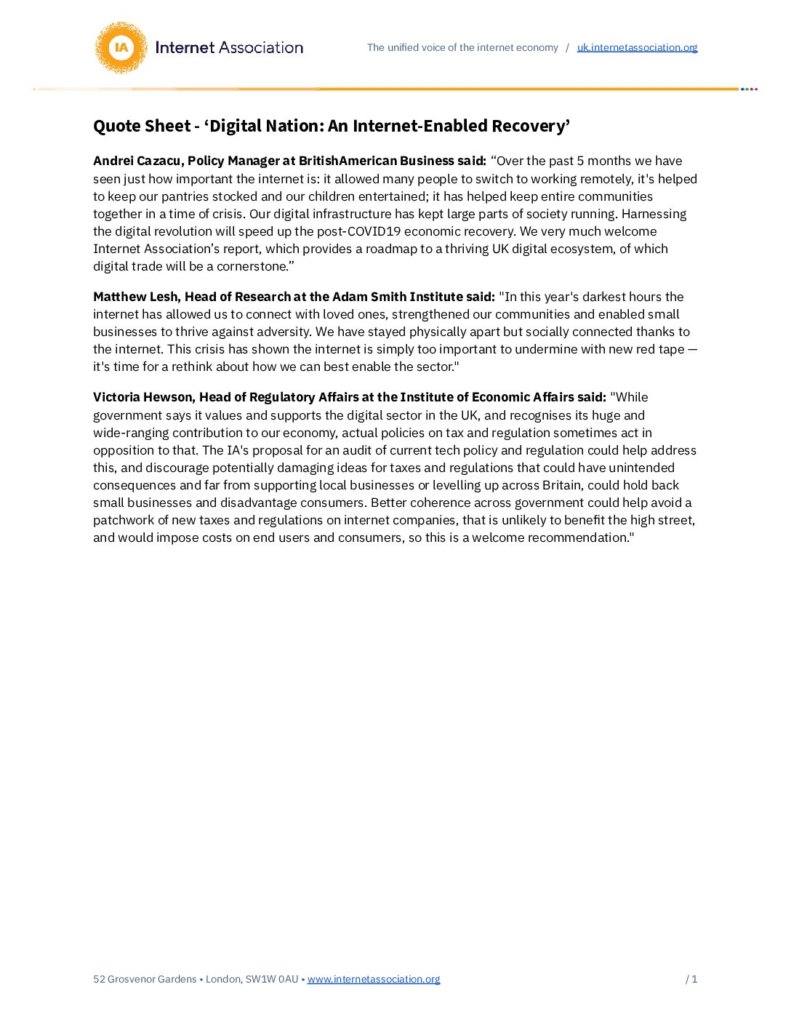 IA Internet Association
The unified voice of the internet economy / uk.internetassociation.org
Quote Sheet - ‘Digital Nation: An Internet-Enabled Recovery’
Andrei Cazacu, Policy Manager at BritishAmerican Business said: “Over the past 5 months we have
seen just how important the internet is: it allowed many people to switch to working remotely, it's helped
to keep our pantries stocked and our children entertained; it has helped keep entire communities
together in a time of crisis. Our digital infrastructure has kept large parts of society running. Harnessing
the digital revolution will speed up the post-COVID19 economic recovery. We very much welcome
Internet Association’s report, which provides a roadmap to a thriving UK digital ecosystem, of which
digital trade will be a cornerstone.”
Matthew Lesh, Head of Research at the Adam Smith Institute said: "In this year's darkest hours the
internet has allowed us to connect with loved ones, strengthened our communities and enabled small
businesses to thrive against adversity. We have stayed physically apart but socially connected thanks to
the internet. This crisis has shown the internet is simply too important to undermine with new red tape —
it's time for a rethink about how we can best enable the sector."
Victoria Hewson, Head of Regulatory Affairs at the Institute of Economic Affairs said: "While
government says it values and supports the digital sector in the UK, and recognises its huge and
wide-ranging contribution to our economy, actual policies on tax and regulation sometimes act in
opposition to that. The IA's proposal for an audit of current tech policy and regulation could help address
this, and discourage potentially damaging ideas for taxes and regulations that could have unintended
consequences and far from supporting local businesses or levelling up across Britain, could hold back
small businesses and disadvantage consumers. Better coherence across government could help avoid a
patchwork of new taxes and regulations on internet companies, that is unlikely to benefit the high street,
and would impose costs on end users and consumers, so this is a welcome recommendation."
52 Grosvenor Gardens • London, SW1W 0AU • www.internetassociation.org / 1